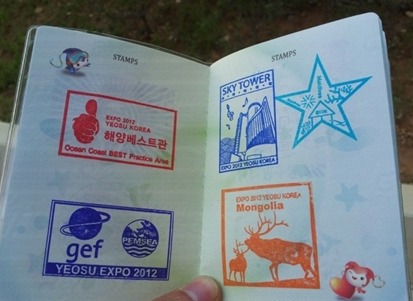 STAMPS
EXPO 2012
YEOSU KOREA
해양베스트관
Ocean Coast BEST Practice Area
gef
PEMSEA
YEOSU EXPO 2012
STAMPS
SKY TOWER
EXPO 2012 YEOSU KOREA
EXPO 2012 YEOSU KOREA
Mongolia